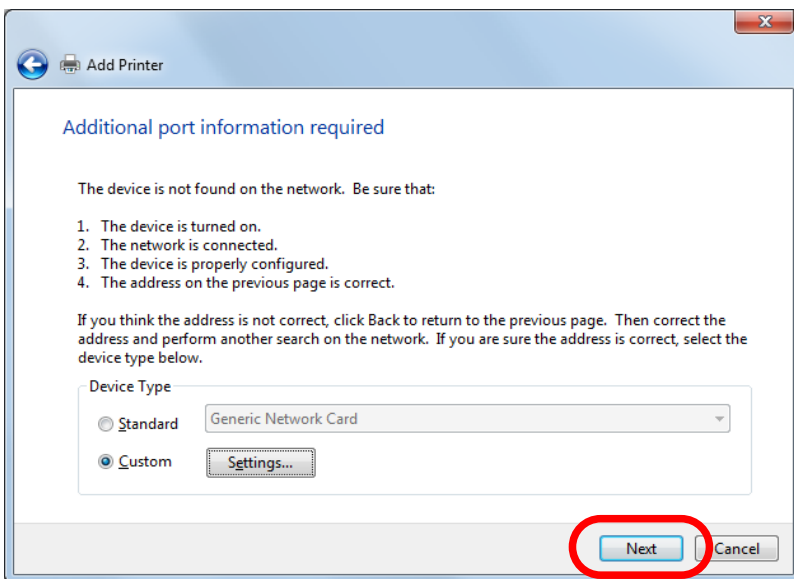 Add Printer
Additional port information required
The device is not found on the network. Be sure that:
1. The device is turned on.
2. The network is connected.
3. The device is properly configured.
4. The address on the previous page is correct.
If you think the address is not correct, click Back to return to the previous page. Then correct the
address and perform another search on the network. If you are sure the address is correct, select the
device type below.
Device Type
Standard Generic Network Card
Custom Settings...
Next Cancel